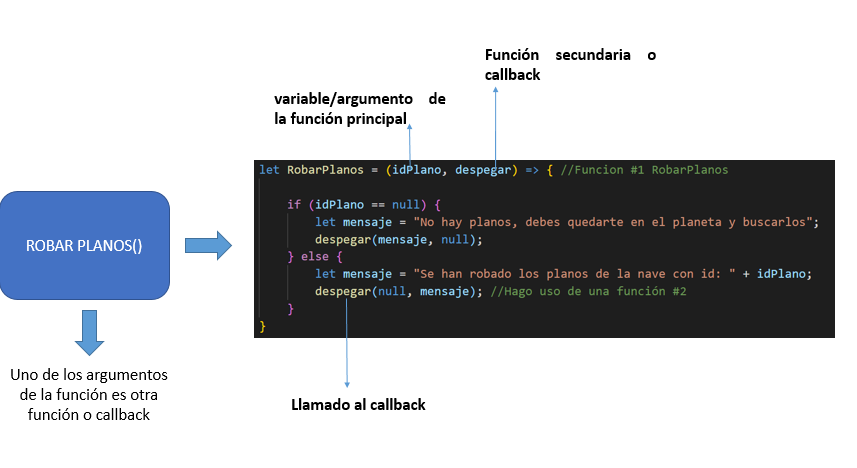 Función secundaria o
callback
variable/argumento de
la función principal
let RobarPlanos = (idPlano, despegar) => { //Funcion #1 RobarPlanos
if (idPlano == null) {
let mensaje = "No hay planos, debes quedarte en el planeta y buscarlos";
despegar(mensaje, null);
} else {
let mensaje = "Se han robado los planos de la nave con id: " + idPlano;
despegar(null, mensaje); //Hago uso de una función #2
}
}
ROBAR PLANOS()
Uno de los argumentos
de la función es otra
función o callback
Llamado al callback